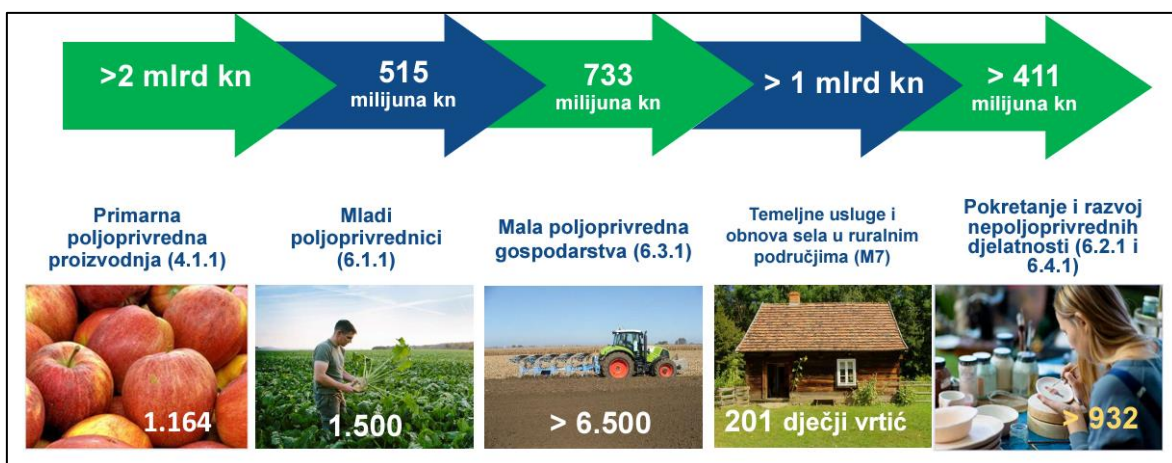 >2 mlrd kn
515
milijuna kn
733
milijuna kn
> 1 mlrd kn
> 411
milijuna kn
Primarna
poljoprivredna
proizvodnja (4.1.1)
Mladi
poljoprivrednici
(6.1.1)
Mala poljoprivredna
gospodarstva (6.3.1)
Temeljne usluge i
obnova sela u ruralnim
područjima (M7)
Pokretanje i razvoj
nepoljoprivrednih
djelatnosti (6.2.1 i
6.4.1)
1.164
1.500
> 6.500
201 dječji vrtić
> 932